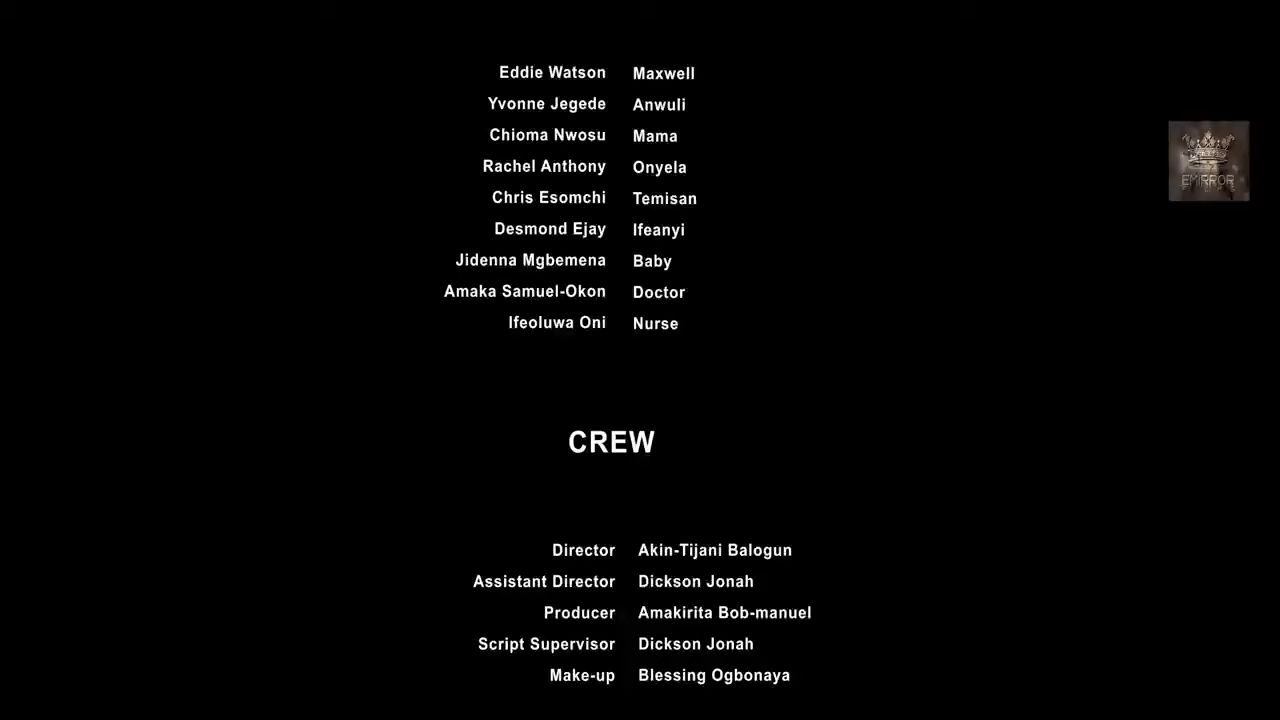 Eddie Watson Maxwell
Yvonne Jegede Anwuli
Chioma Nwosu Mama
Rachel Anthony Onyela
Chris Esomchi Temisan
Desmond Ejay Ifeanyi
Jidenna Mgbemena Baby
Amaka Samuel-Okon Doctor
Ifeoluwa Oni Nurse
EMIRROR
CREW
Director Akin-Tijani Balogun
Assistant Director Dickson Jonah
Producer Amakirita Bob-manuel
Script Supervisor Dickson Jonah
Make-up Blessing Ogbonaya